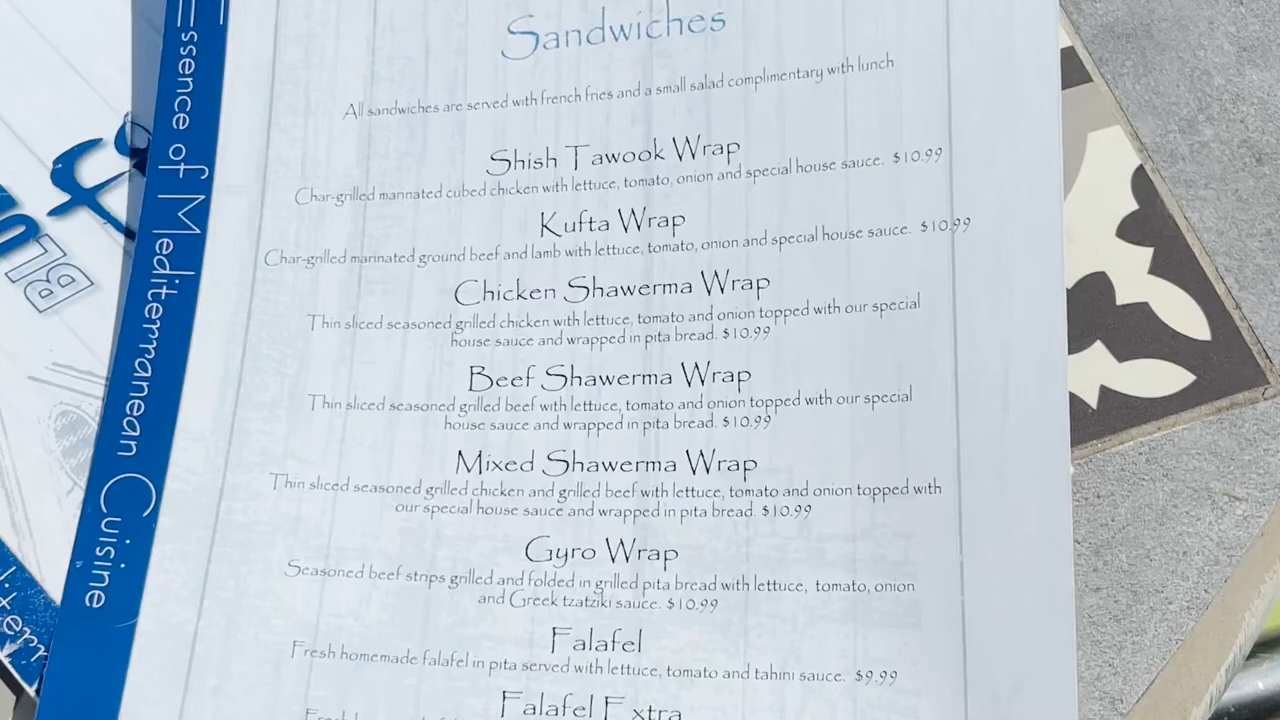 Essence of Mediterranean Cuisine
BLU
Sandwiches
All sandwiches are served with french fries and a small salad complimentary with lunch
Shish Tawook Wrap
Char-grilled marinated cubed chicken with lettuce, tomato, onion and special house sauce. $10.99
Kufta Wrap
Char-grilled marinated ground beef and lamb with lettuce, tomato, onion and special house sauce. $10.99
Chicken Shawerma Wrap
Thin sliced seasoned grilled chicken with lettuce, tomato and onion topped with our special
house sauce and wrapped in pita bread. $10.99
Beef Shawerma Wrap
Thin sliced seasoned grilled beef with lettuce, tomato and onion topped with our special
house sauce and wrapped in pita bread. $10.99
Mixed Shawerma Wrap
Thin sliced seasoned grilled chicken and grilled beef with lettuce, tomato and onion topped with
our special house sauce and wrapped in pita bread. $10.99
Gyro Wrap
Seasoned beef strips grilled and folded in grilled pita bread with lettuce, tomato, onion
and Greek tzatziki sauce. $10.99
Falafel
Fresh homemade falafel in pita served with lettuce, tomato and tahini sauce. $9.99
Falafel Extra